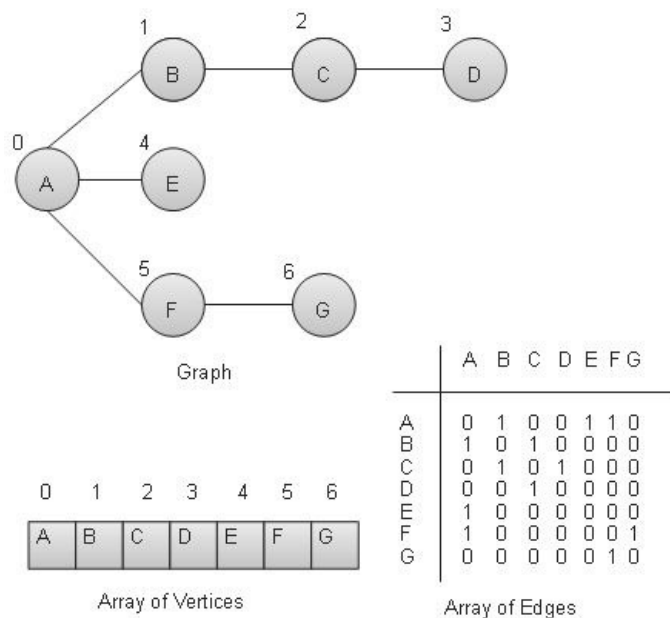 1
2
3
B
C
D
0
4
A
E
5
6
F
G
Graph
A B C D E F G
A 0 1 0 0 1 1 0
B 1 0 1 0 0 0 0
C 0 1 0 1 0 0 0
D 0 0 1 0 0 0 0
E 1 0 0 0 0 0 0
F 1 0 0 0 0 0 1
G 0 0 0 0 0 1 0
Array of Edges
0 1 2 3 4 5 6
A B C D E F G
Array of Vertices